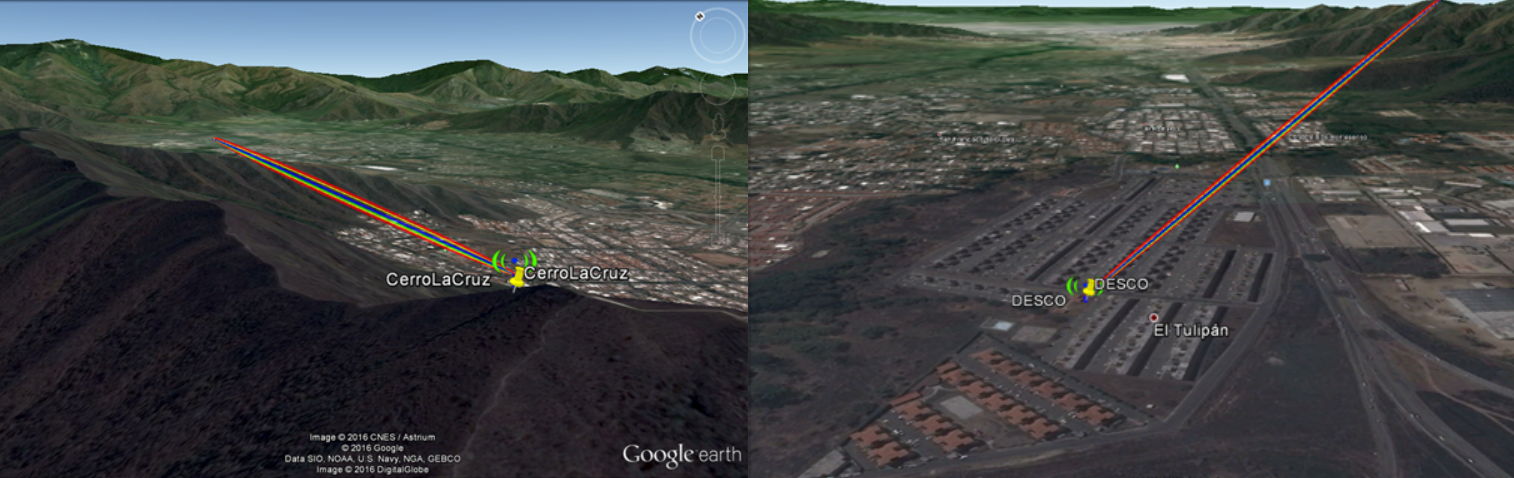 CerroLaCruz
CerroLaCruz
Image © 2016 CNES / Astrium
© 2016 Google
Data SIO, NOAA, U.S. Navy, NGA, GEBCO
Image © 2016 DigitalGlobe
Google earth
DESCO
DESCO
El Tulipán